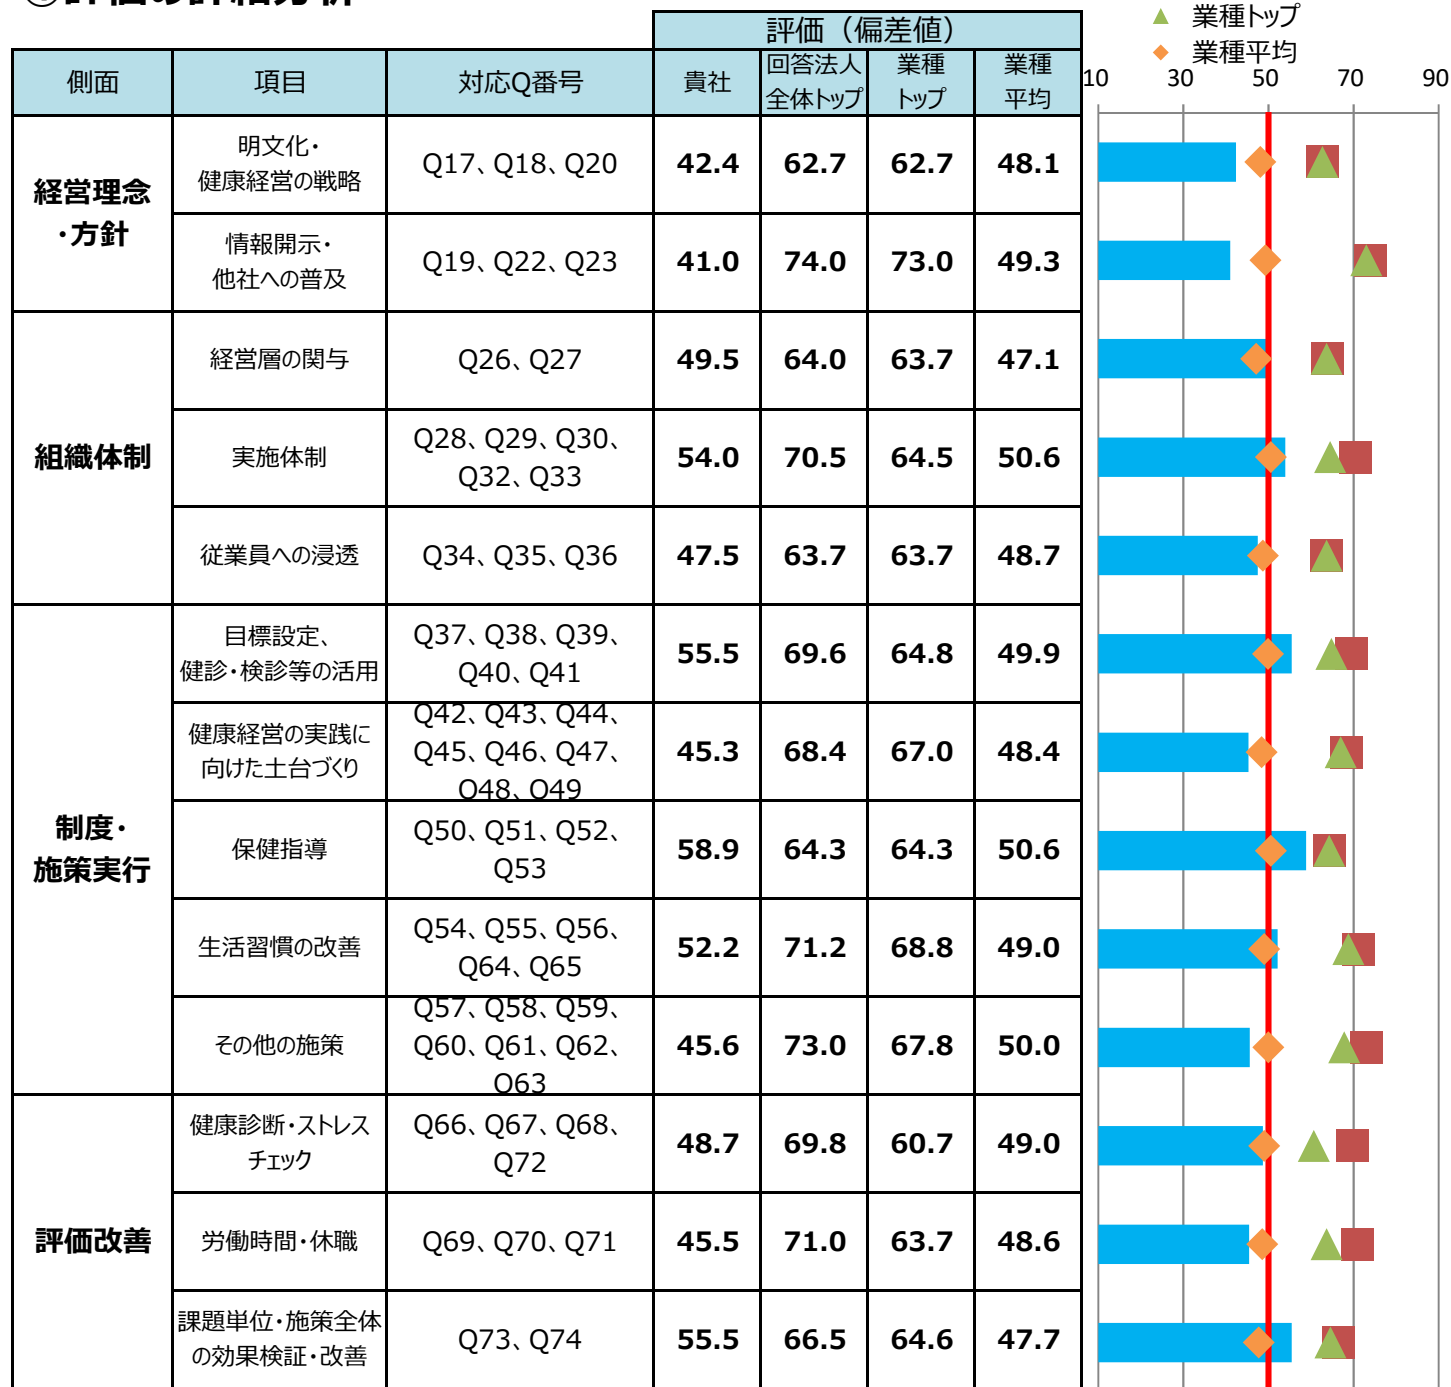 評価（偏差値）
業種トップ
業種平均
側面 項目 対応Q番号 貴社 回答法人 業種 業種
全体トップ トップ 平均
10 30 50 70 90
経営理念
・方針
明文化・
健康経営の戦略
Q17、Q18、Q20 42.4 62.7 62.7 48.1
情報開示・
他社への普及
Q19、Q22、Q23 41.0 74.0 73.0 49.3
組織体制
経営層の関与 Q26、Q27 49.5 64.0 63.7 47.1
実施体制
Q28、Q29、Q30、
Q32、Q33
54.0 70.5 64.5 50.6
従業員への浸透 Q34、Q35、Q36 47.5 63.7 63.7 48.7
制度・
施策実行
目標設定、
健診・検診等の活用
Q37、Q38、Q39、
Q40、Q41
55.5 69.6 64.8 49.9
健康経営の実践に
向けた土台づくり
Q42、Q43、Q44、
Q45、Q46、Q47、
Q48、Q49
45.3 68.4 67.0 48.4
保健指導
Q50、Q51、Q52、
Q53
58.9 64.3 64.3 50.6
生活習慣の改善
Q54、Q55、Q56、
Q64、Q65
52.2 71.2 68.8 49.0
その他の施策
Q57、Q58、Q59、
Q60、Q61、Q62、
Q63
45.6 73.0 67.8 50.0
評価改善
健康診断・ストレス
チェック
Q66、Q67、Q68、
Q72
48.7 69.8 60.7 49.0
労働時間・休職 Q69、Q70、Q71 45.5 71.0 63.7 48.6
課題単位・施策全体
の効果検証・改善
Q73、Q74 55.5 66.5 64.6 47.7